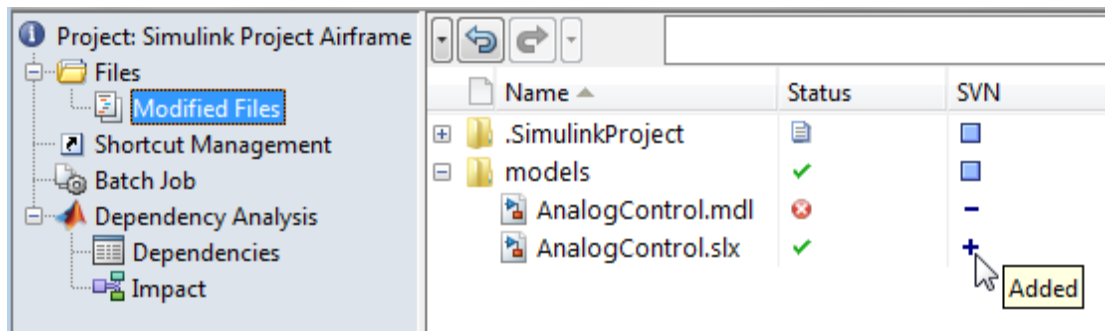 Project: Simulink Project Airframe
Files
Modified Files
Shortcut Management
Batch Job
Dependency Analysis
Dependencies
Impact
Name Status SVN
.SimulinkProject
models
AnalogControl.mdl
AnalogControl.slx
Added